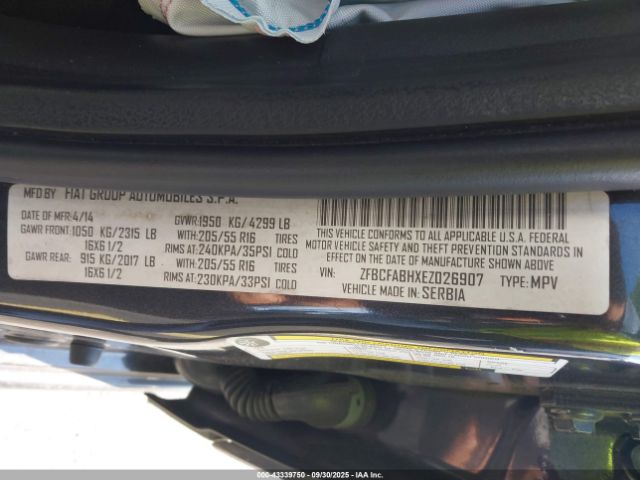 MFD BY FIAT GROUP AUTOMOBILES S.P.A.
DATE OF MFR:4/14 GVWR:1950 KG/4299 LB
GAWR FRONT:1050 KG/2315 LB WITH:205/55 R16 TIRES
16X6 1/2 RIMS AT:240KPA/35PSI COLD
REAR: 915 KG/2017 LB WITH:205/55 R16 TIRES
16X6 1/2 RIMS AT:230KPA/33PSI COLD
THIS VEHICLE CONFORMS TO ALL APPLICABLE U.S.A. FEDERAL
MOTOR VEHICLE SAFETY, BUMPER, AND THEFT PREVENTION STANDARDS
IN EFFECT ON THE DATE OF MANUFACTURE SHOWN ABOVE.
VIN: ZFBCFABHXEZ026907 TYPE: MPV
VEHICLE MADE IN: SERBIA
000-43339750 (09/30/2025) Copyright © IAA, LLC